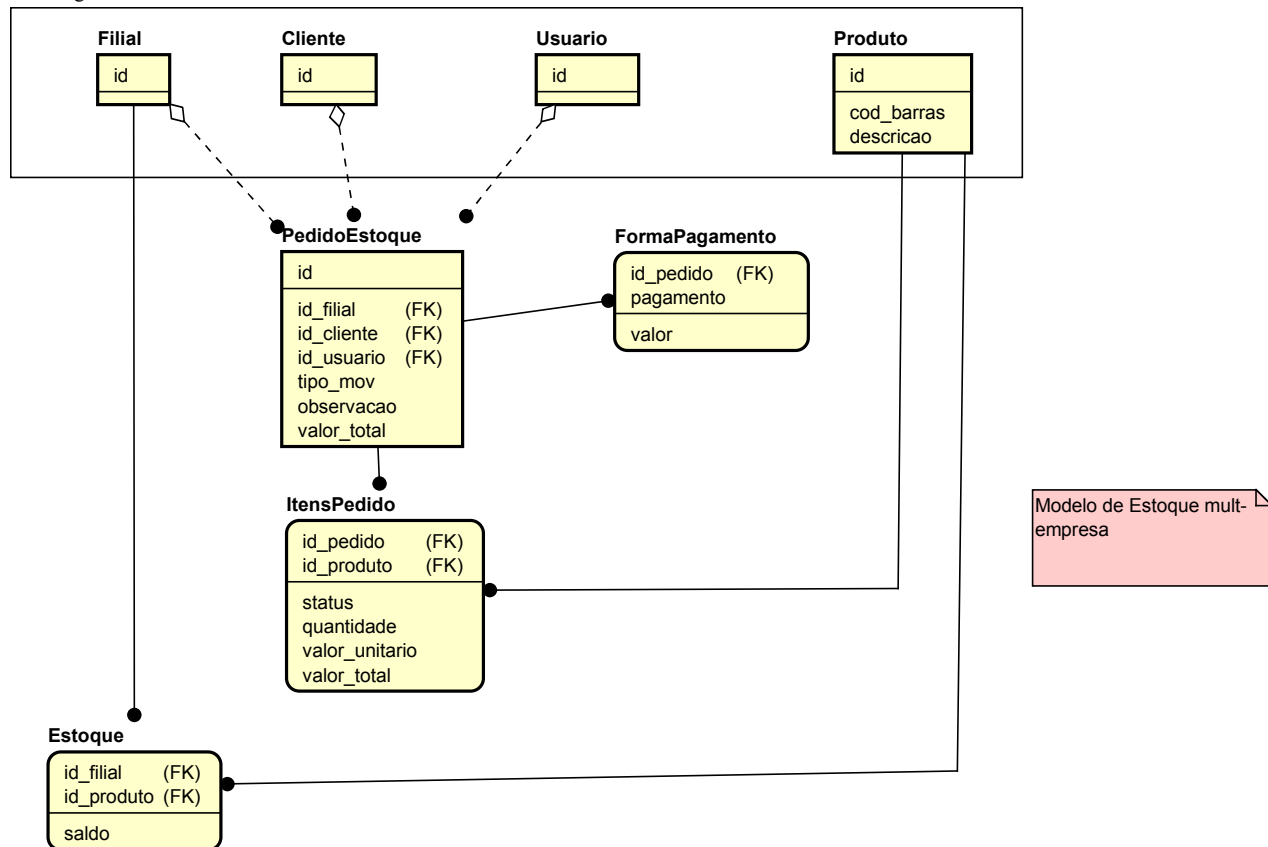 Filial
id
Cliente
id
Usuario
id
Produto
id
cod_barras
descricao
PedidoEstoque
id
id_filial (FK)
id_cliente (FK)
id_usuario (FK)
tipo_mov
observacao
valor_total
FormaPagamento
id_pedido (FK)
pagamento
valor
ItensPedido
id_pedido (FK)
id_produto (FK)
status
quantidade
valor_unitario
valor_total
Modelo de Estoque mult-
empresa
Estoque
id_filial (FK)
id_produto (FK)
saldo